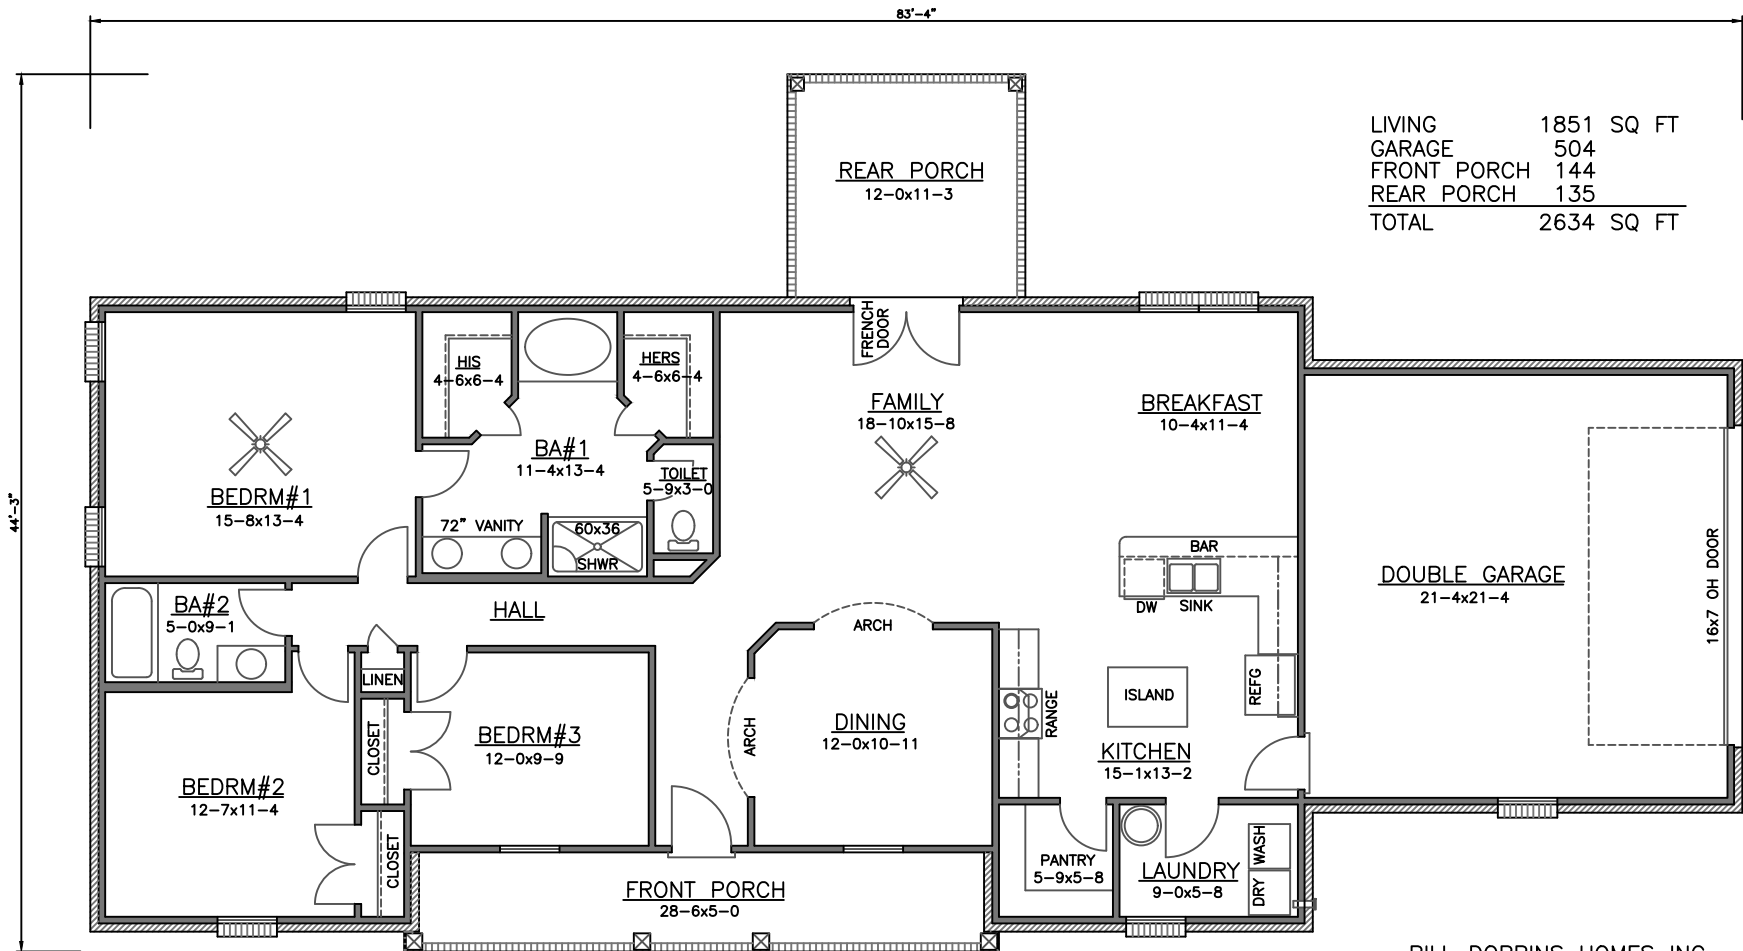 83'-4"
44'-3"
LIVING 1851 SQ FT
GARAGE 504
FRONT PORCH 144
REAR PORCH 135
TOTAL 2634 SQ FT
REAR PORCH
12-0x11-3
FRENCH
DOOR
HIS
4-6x6-4
HERS
4-6x6-4
FAMILY
18-10x15-8
BREAKFAST
10-4x11-4
BA#1
11-4x13-4
TOILET
5-9x3-0
BEDRM#1
15-8x13-4
72" VANITY
60x36
SHWR
BAR
DW
SINK
DOUBLE GARAGE
21-4x21-4
16x7 OH DOOR
BA#2
5-0x9-1
HALL
ARCH
LINEN
ISLAND
REFG
RANGE
ARCH
DINING
12-0x10-11
BEDRM#3
12-0x9-9
CLOSET
KITCHEN
15-1x13-2
BEDRM#2
12-7x11-4
CLOSET
PANTRY
5-9x5-8
LAUNDRY
9-0x5-8
WASH
DRY
FRONT PORCH
28-6x5-0
BILL DOBBINS HOMES INC